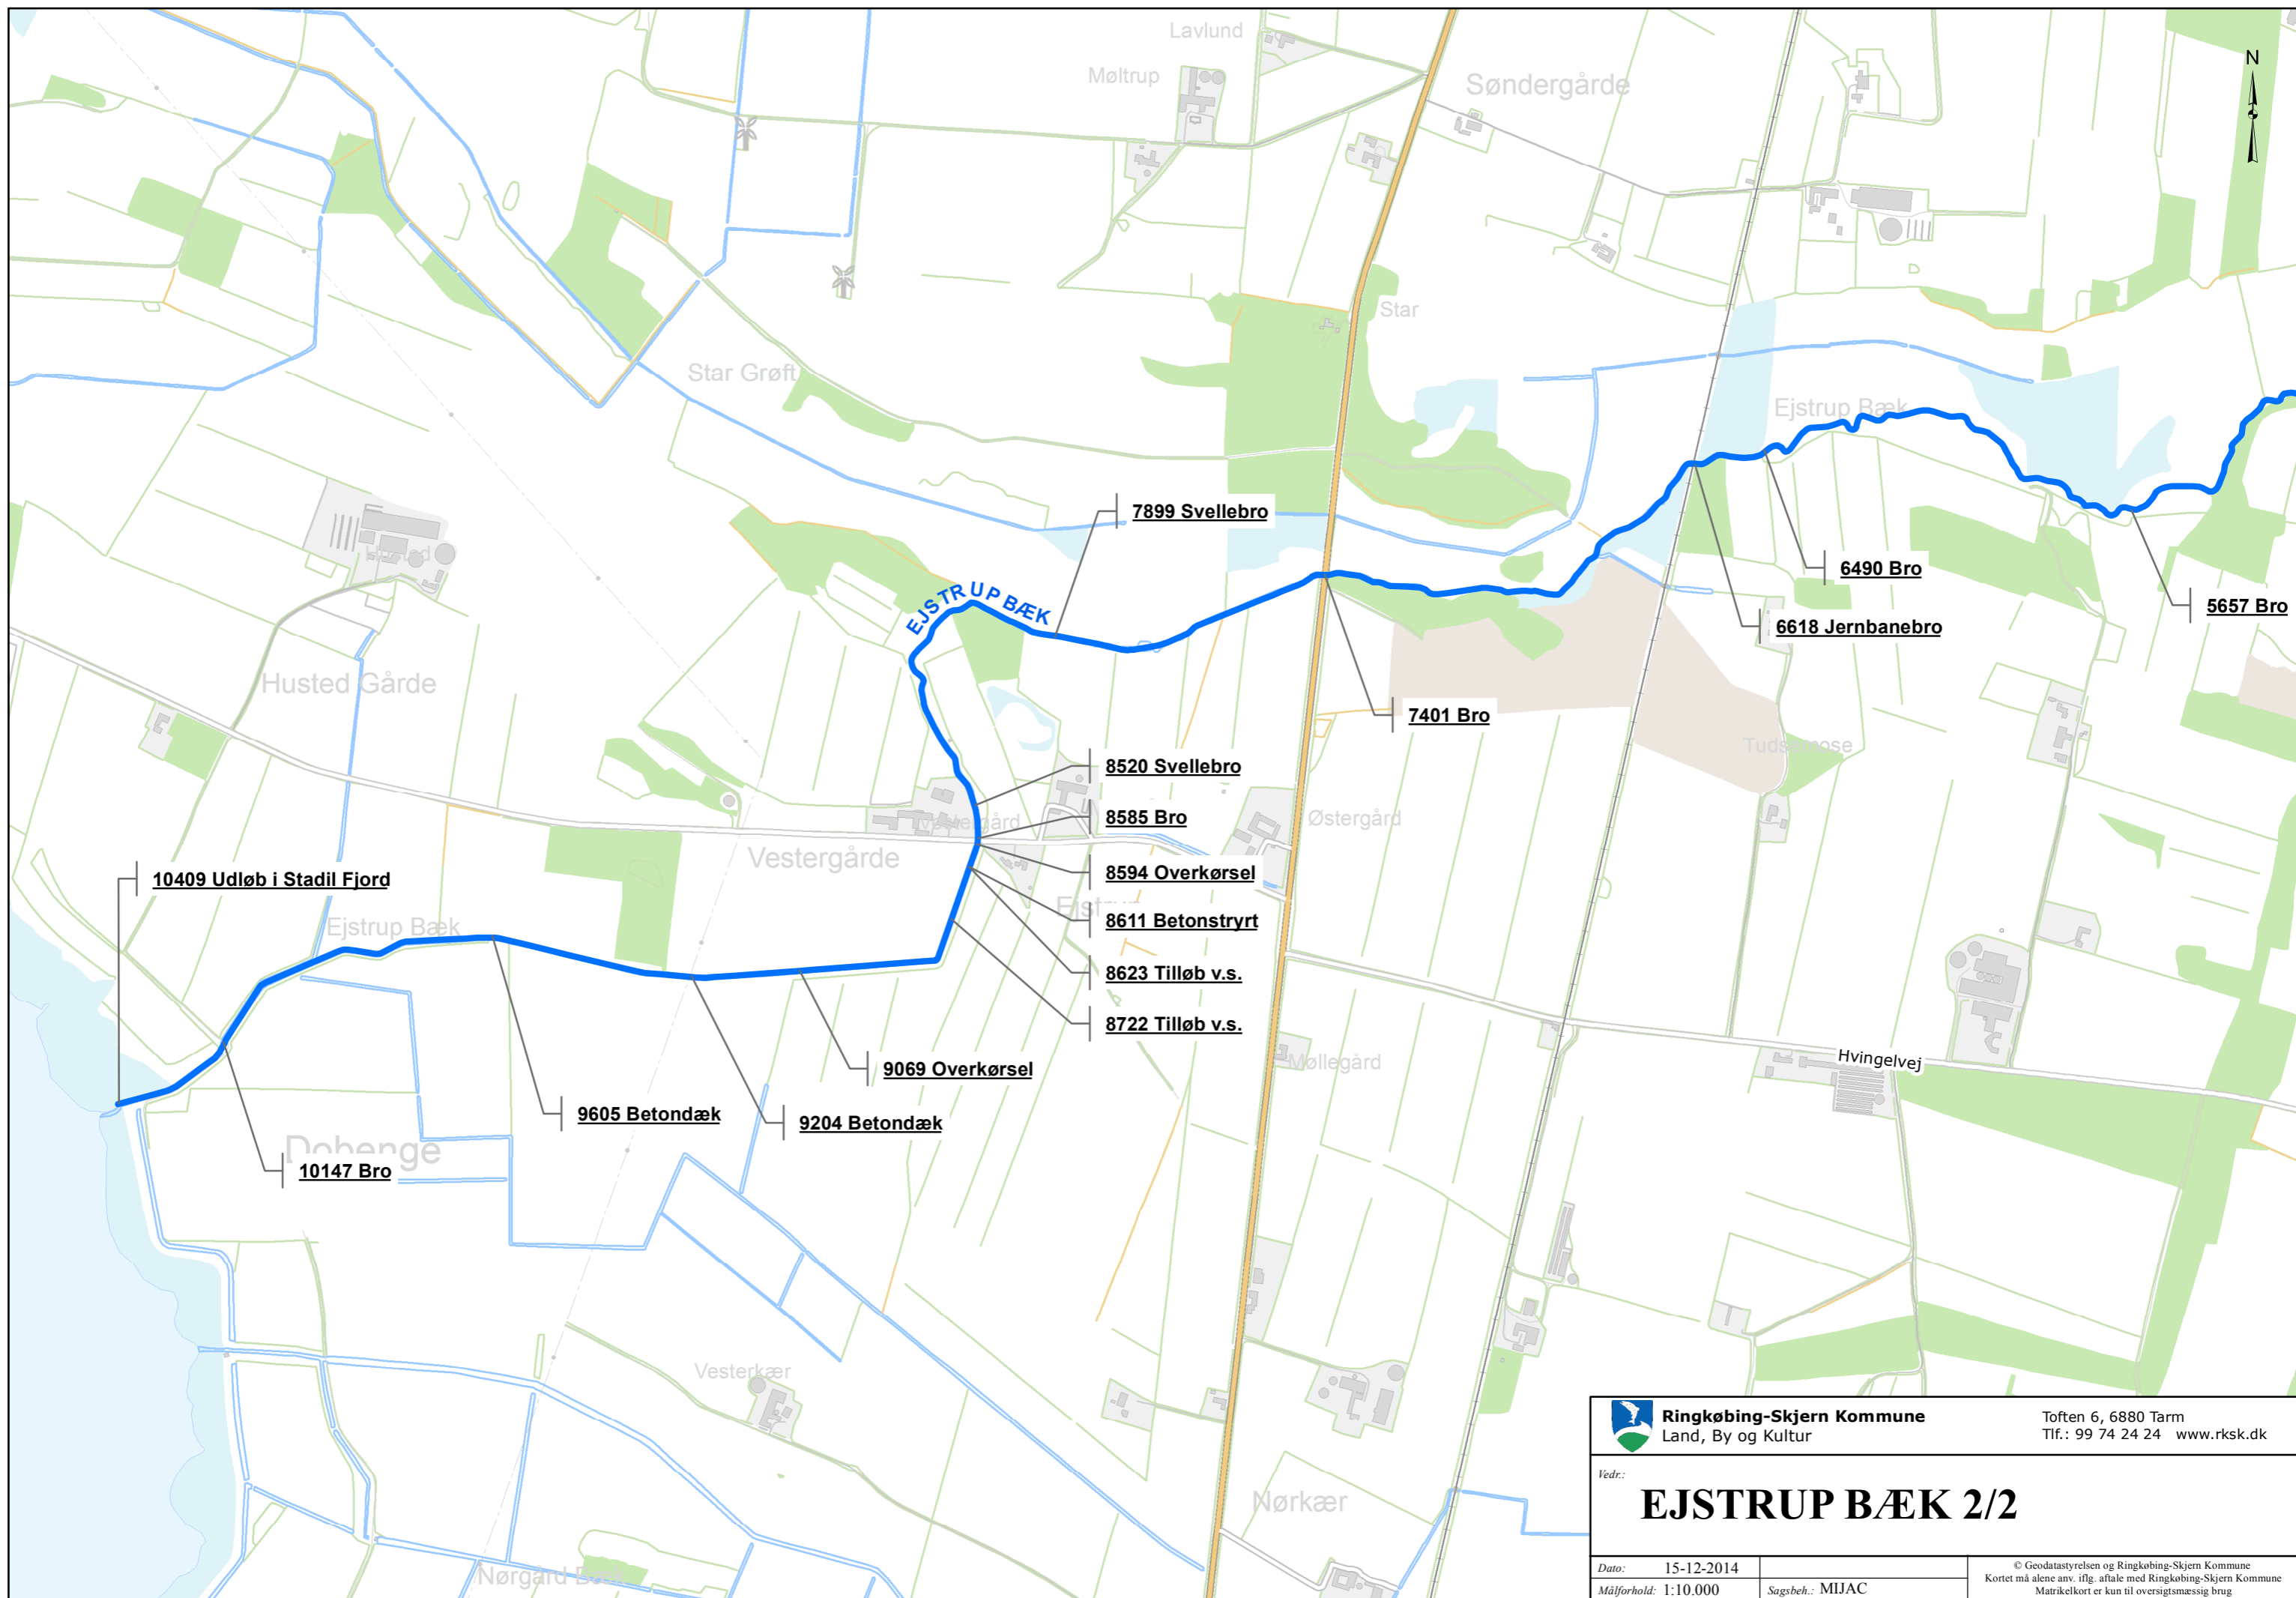 Lavlund
Møltrup
Søndergårde
N
Star
Star Grøft
Ejstrup Bæk
7899 Svellebro
6490 Bro
5657 Bro
6618 Jernbanebro
EJSTRUP BÆK
Husted Gårde
7401 Bro
8520 Svellebro
8585 Bro
Østergård
Vestergårde
8594 Overkørsel
10409 Udløb i Stadil Fjord
8611 Betonstryrt
Ejstrup Bæk
8623 Tilløb v.s.
8722 Tilløb v.s.
Møllegård
Hvingelvej
9069 Overkørsel
9605 Betondæk
9204 Betondæk
Dobenge
10147 Bro
Vesterkær
Nørkær
Ringkøbing-Skjern Kommune
Land, By og Kultur
Toften 6, 6880 Tarm
Tlf.: 99 74 24 24 www.rksk.dk
Vedr.:
EJSTRUP BÆK 2/2
Dato: 15-12-2014
Målforhold: 1:10.000
Sagsbeh.: MIJAC
© Geodatastyrelsen og Ringkøbing-Skjern Kommune
Kortet må alene anv. iflg. aftale med Ringkøbing-Skjern Kommune
Matrikelkort er kun til oversigtsmæssig brug